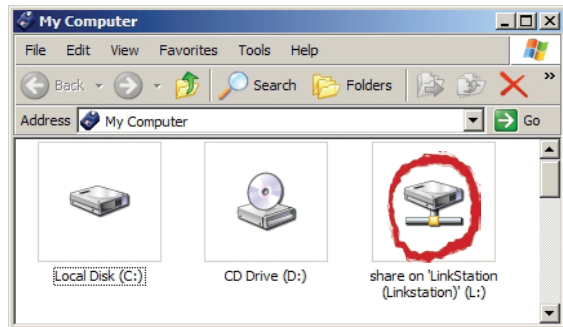 My Computer
File Edit View Favorites Tools Help
Back Search Folders »
Address My Computer Go
Local Disk (C:) CD Drive (D:) share on 'LinkStation
(Linkstation)' (L:)